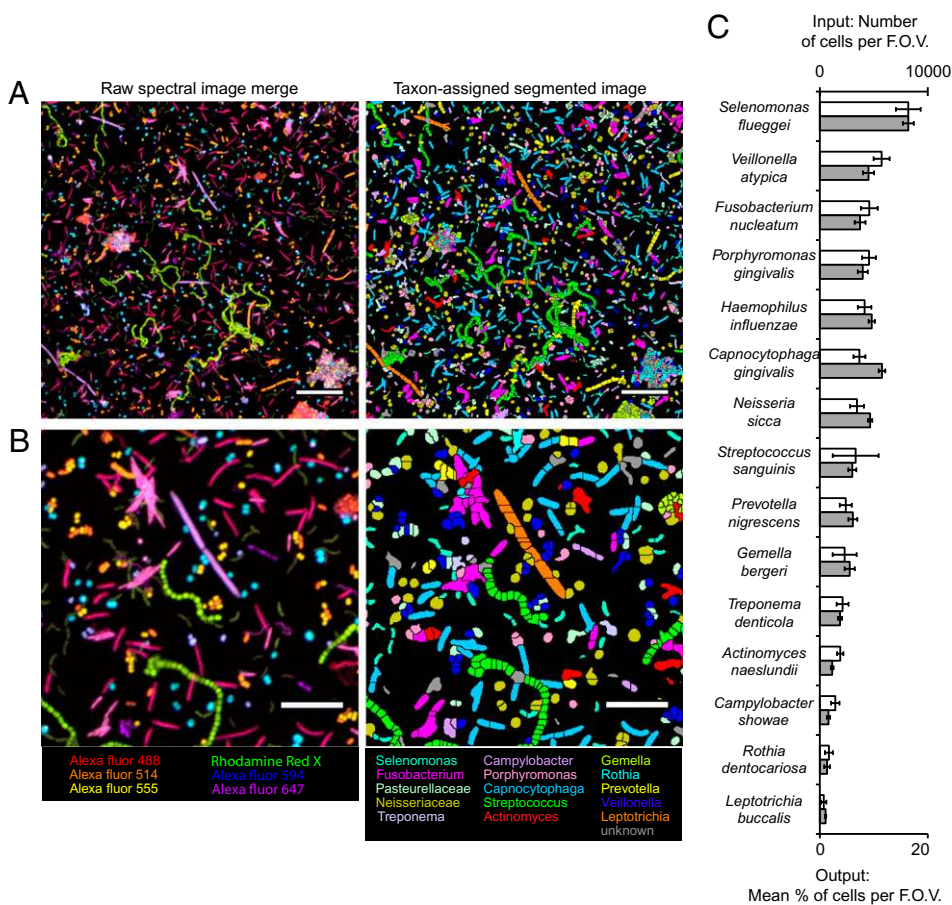 A
Raw spectral image merge
Taxon-assigned segmented image
B
Alexa fluor 488
Rhodamine Red X
Alexa fluor 514
Alexa fluor 594
Alexa fluor 555
Alexa fluor 647
Selenomonas
Campylobacter
Gemella
Fusobacterium
Porphyromonas
Rothia
Pasteurellaceae
Capnocytophaga
Prevotella
Neisseriaceae
Streptococcus
Veillonella
Treponema
Actinomyces
Leptotrichia
unknown
C
Input: Number
of cells per F.O.V.
0 10000
Selenomonas
flueggei
Veillonella
atypica
Fusobacterium
nucleatum
Porphyromonas
gingivalis
Haemophilus
influenzae
Capnocytophaga
gingivalis
Neisseria
sicca
Streptococcus
sanguinis
Prevotella
nigrescens
Gemella
bergeri
Treponema
denticola
Actinomyces
naeslundii
Campylobacter
showae
Rothia
dentocariosa
Leptotrichia
buccalis
0 20
Output:
Mean % of cells per F.O.V.